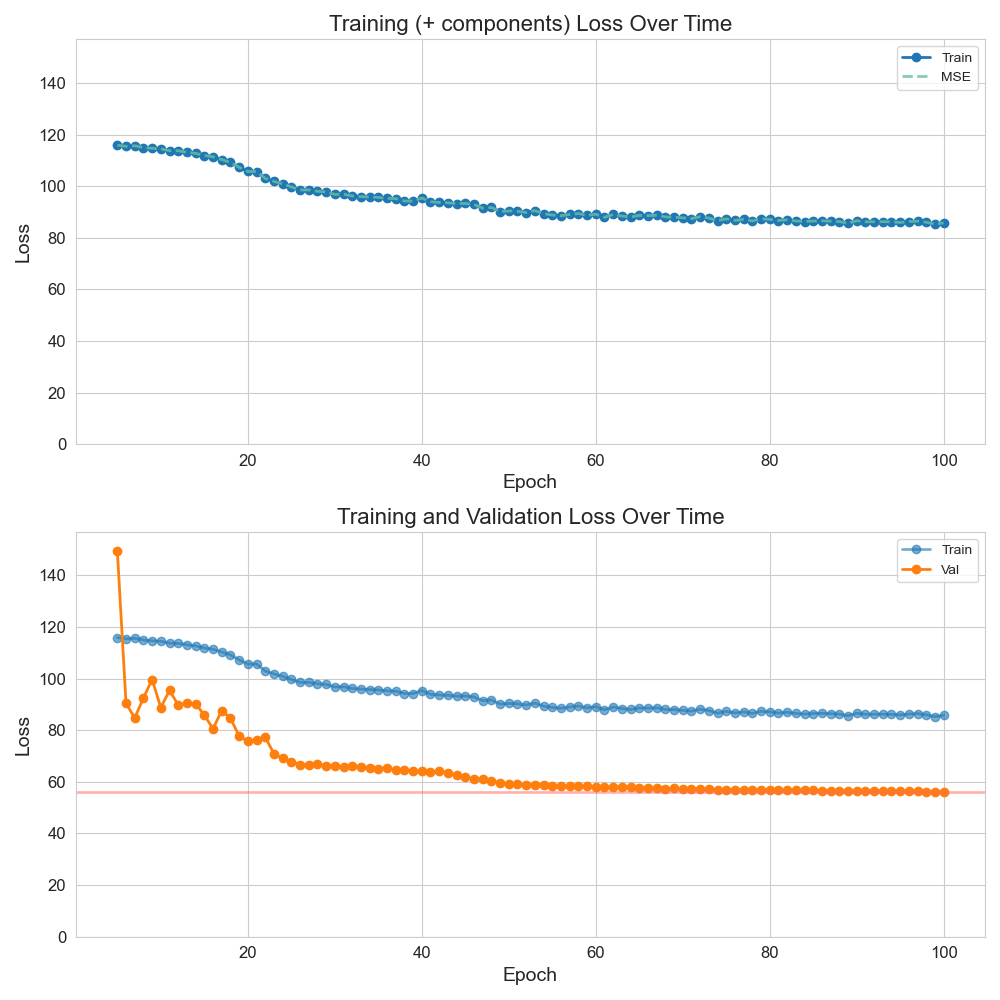 Training (+ components) Loss Over Time
Train
MSE
Loss
140
120
100
80
60
40
20
0
20 40 60 80 100
Epoch
Training and Validation Loss Over Time
Train
Val
Loss
140
120
100
80
60
40
20
0
20 40 60 80 100
Epoch